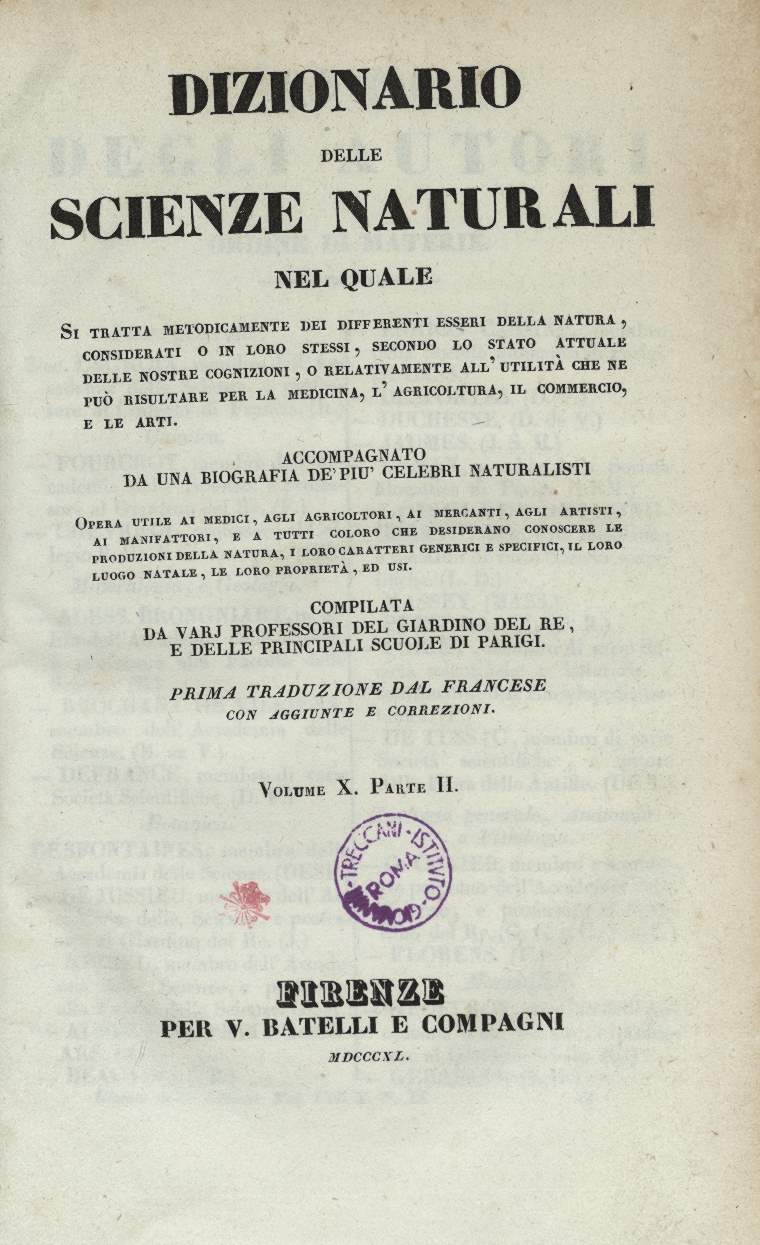 DIZIONARIO
DELLE
SCIENZE NATURALI
NEL QUALE
SI TRATTA METODICAMENTE DEI DIFFERENTI ESSERI DELLA NATURA,
CONSIDERATI O IN LORO STESSI, SECONDO LO STATO ATTUALE
DELLE NOSTRE COGNIZIONI, O RELATIVAMENTE ALL' UTILITÀ CHE NE
PUÒ RISULTARE PER LA MEDICINA, L' AGRICOLTURA, IL COMMERCIO,
E LE ARTI.
ACCOMPAGNATO
DA UNA BIOGRAFIA DE' PIU' CELEBRI NATURALISTI
OPERA UTILE AI MEDICI, AGLI AGRICOLTORI, AI MERCANTI, AGLI ARTISTI,
AI MANIFATTORI, E A TUTTI COLORO CHE DESIDERANO CONOSCERE LE
PRODUZIONI DELLA NATURA, I LORO CARATTERI GENERICI E SPECIFICI, IL LORO
LUOGO NATALE, LE LORO PROPRIETÀ, ED USI.
COMPILATA
DA VARJ PROFESSORI DEL GIARDINO DEL RE,
E DELLE PRINCIPALI SCUOLE DI PARIGI.
PRIMA TRADUZIONE DAL FRANCESE
CON AGGIUNTE E CORREZIONI.
VOLUME X. PARTE II.
ISTITVTO - GIOVANNI - TRECCANI
ROMA
FIRENZE
PER V. BATELLI E COMPAGNI
MDCCCXL.